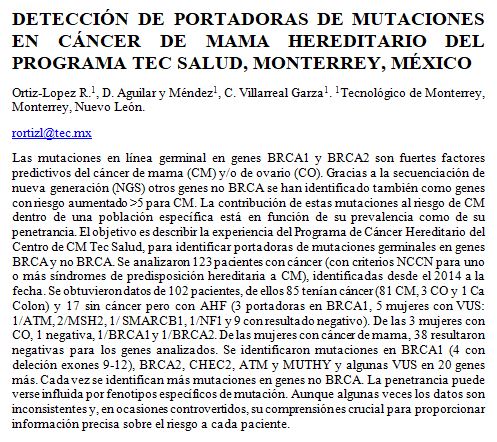 DETECCIÓN DE PORTADORAS DE MUTACIONES
EN CÁNCER DE MAMA HEREDITARIO DEL
PROGRAMA TEC SALUD, MONTERREY, MÉXICO
Ortiz-Lopez R.¹, D. Aguilar y Méndez¹, C. Villarreal Garza¹. ¹Tecnológico de Monterrey,
Monterrey, Nuevo León.
rortizl@tec.mx
Las mutaciones en línea germinal en genes BRCA1 y BRCA2 son fuertes factores
predictivos del cáncer de mama (CM) y/o de ovario (CO). Gracias a la secuenciación de
nueva generación (NGS) otros genes no BRCA se han identificado también como genes
con riesgo aumentado >5 para CM. La contribución de estas mutaciones al riesgo de CM
dentro de una población específica está en función de su prevalencia como de su
penetrancia. El objetivo es describir la experiencia del Programa de Cáncer Hereditario del
Centro de CM Tec Salud, para identificar portadoras de mutaciones germinales en genes
BRCA y no BRCA. Se analizaron 123 pacientes con cáncer (con criterios NCCN para uno
o más síndromes de predisposición hereditaria a CM), identificadas desde el 2014 a la
fecha. Se obtuvieron datos de 102 pacientes, de ellos 85 tenían cáncer (81 CM, 3 CO y 1 Ca
Colon) y 17 sin cáncer pero con AHF (3 portadoras en BRCA1, 5 mujeres con VUS:
1/ATM, 2/MSH2, 1/ SMARCB1, 1/NF1 y 9 con resultado negativo). De las 3 mujeres con
CO, 1 negativa, 1/BRCA1 y 1/BRCA2. De las mujeres con cáncer de mama, 38 resultaron
negativas para los genes analizados. Se identificaron mutaciones en BRCA1 (4 con
deleción exones 9-12), BRCA2, CHEC2, ATM y MUTHY y algunas VUS en 20 genes
más. Cada vez se identifican más mutaciones en genes no BRCA. La penetrancia puede
verse influida por fenotipos específicos de mutación. Aunque algunas veces los datos son
inconsistentes y, en ocasiones controvertidos, su comprensión es crucial para proporcionar
información precisa sobre el riesgo a cada paciente.